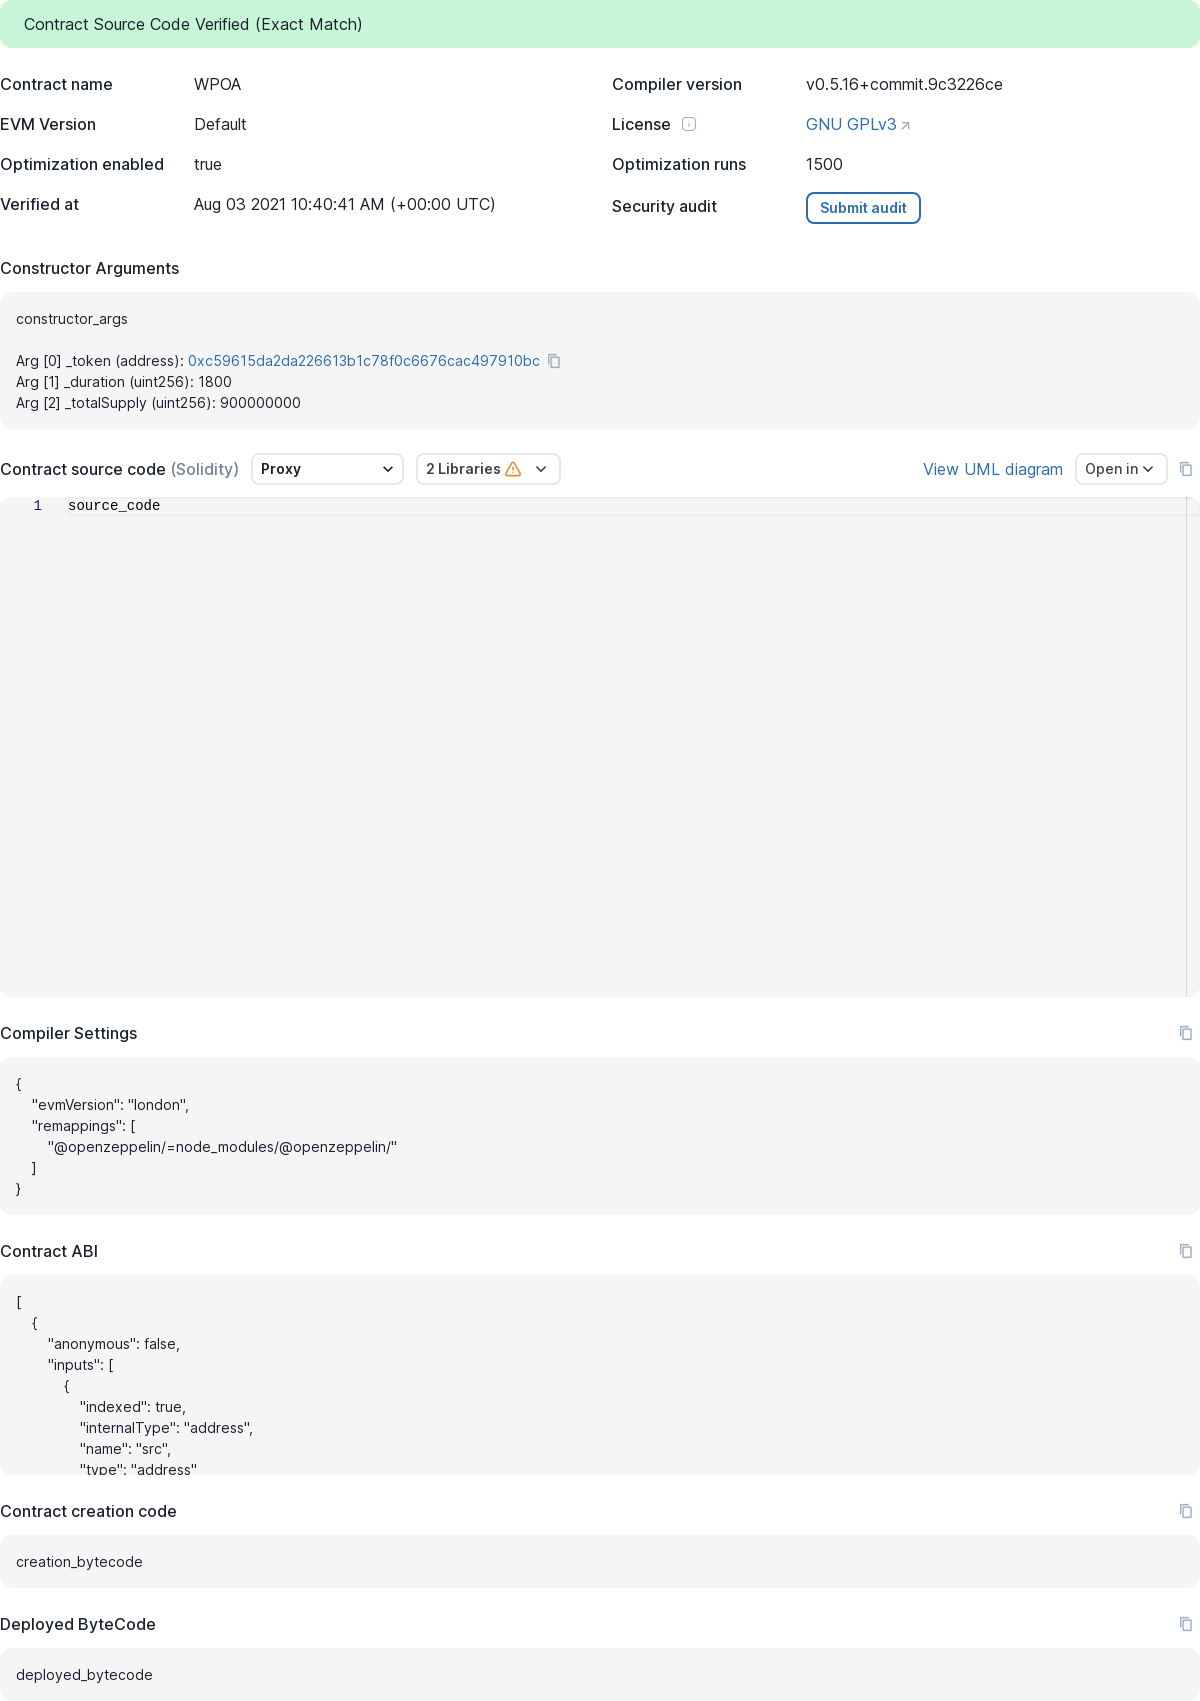 Contract Source Code Verified (Exact Match)
Contract name WPOA Compiler version v0.5.16+commit.9c3226ce
EVM Version Default License GNU GPLv3
Optimization enabled true Optimization runs 1500
Verified at Aug 03 2021 10:40:41 AM (+00:00 UTC) Security audit Submit audit
Constructor Arguments
constructor_args
Arg [0] _token (address): 0xc59615da2da226613b1c78f0c6676cac497910bc
Arg [1] _duration (uint256): 1800
Arg [2] _totalSupply (uint256): 900000000
Contract source code (Solidity) Proxy 2 Libraries View UML diagram Open in
1 source_code
Compiler Settings
{
    "evmVersion": "london",
    "remappings": [
        "@openzeppelin/=node_modules/@openzeppelin/"
    ]
}
Contract ABI
[
    {
        "anonymous": false,
        "inputs": [
            {
                "indexed": true,
                "internalType": "address",
                "name": "src",
                "type": "address"
Contract creation code
creation_bytecode
Deployed ByteCode
deployed_bytecode